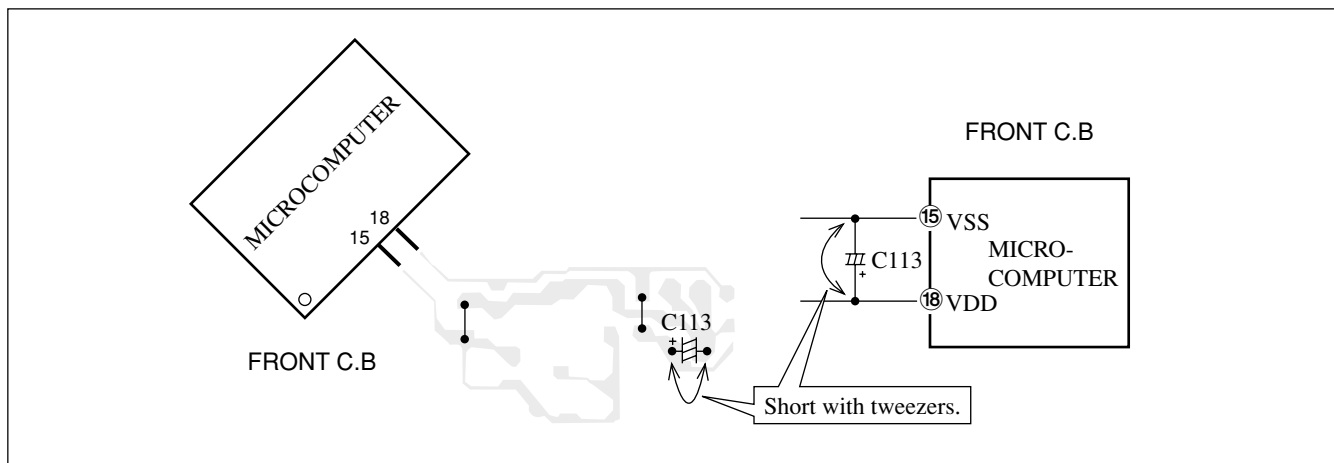 MICROCOMPUTER
18
15
FRONT C.B
C113
+
Short with tweezers.
FRONT C.B
15 VSS
C113
+
MICRO-
COMPUTER
18 VDD